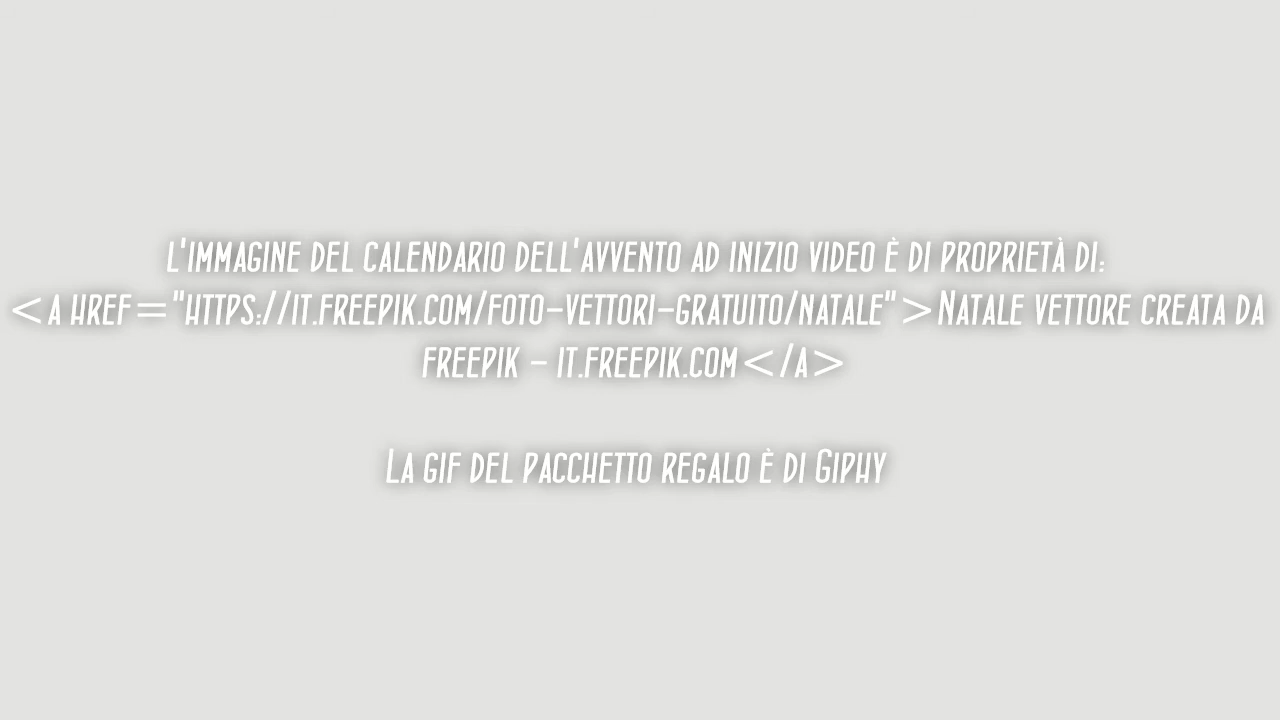 L'IMMAGINE DEL CALENDARIO DELL'AVVENTO AD INIZIO VIDEO È DI PROPRIETÀ DI:
<A HREF="HTTPS://IT.FREEPIK.COM/FOTO-VETTORI-GRATUITO/NATALE">NATALE VETTORE CREATA DA
FREEPIK - IT.FREEPIK.COM</A>
LA GIF DEL PACCHETTO REGALO È DI GIPHY